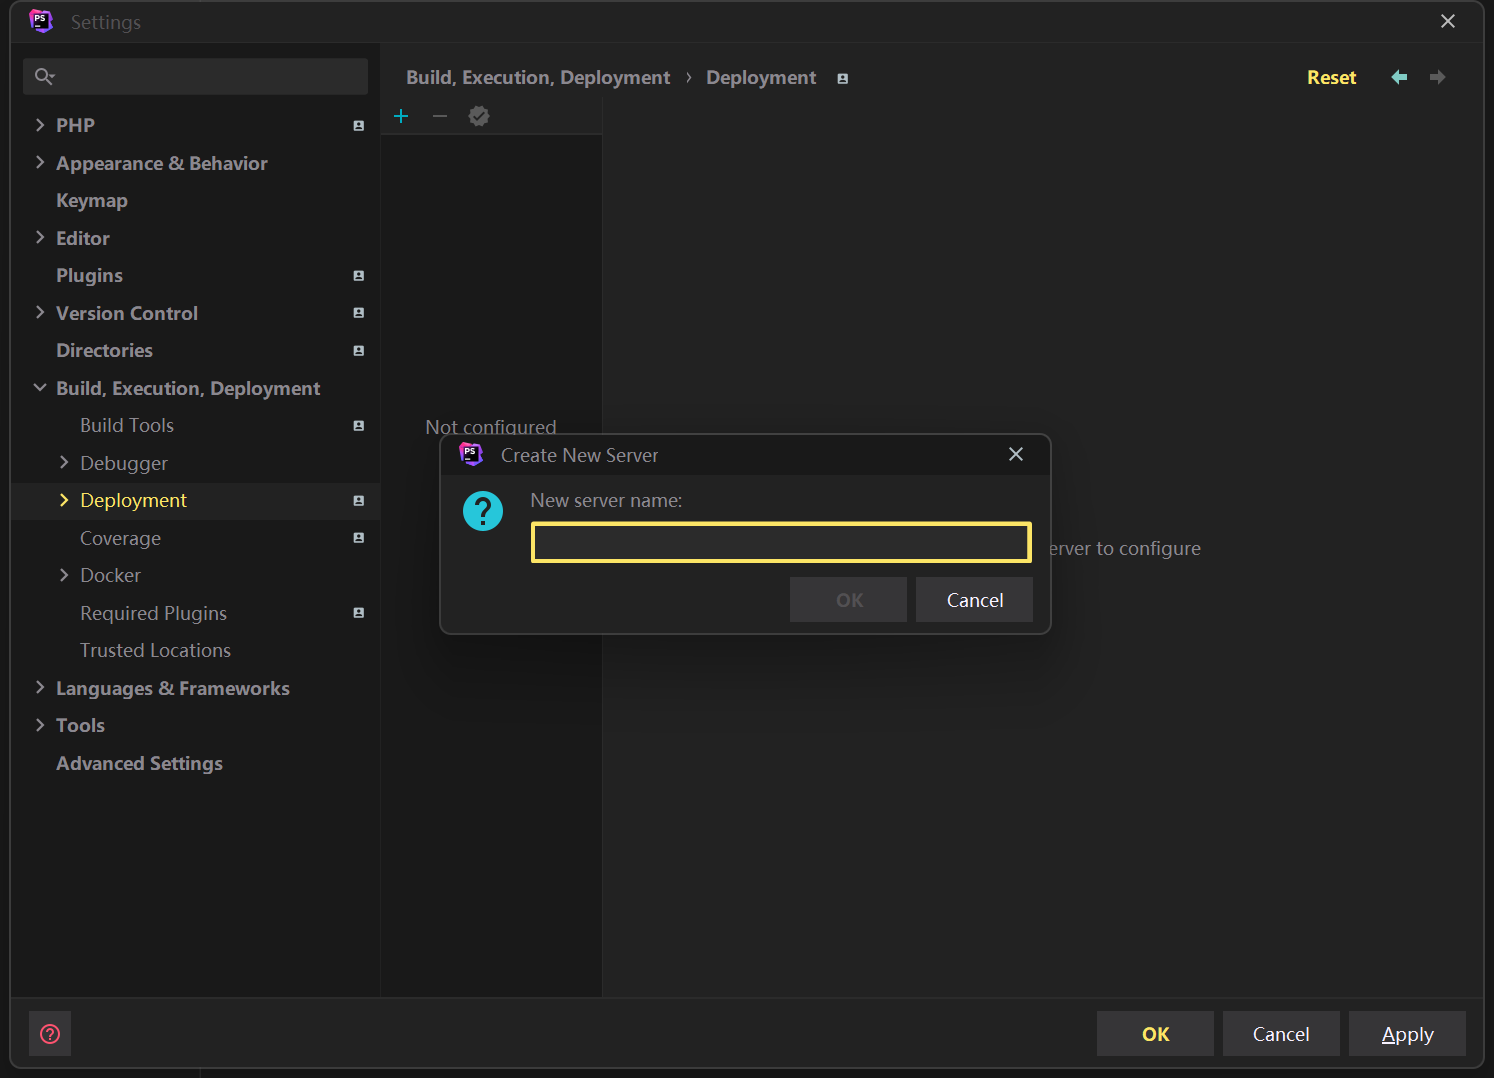 Settings
Build, Execution, Deployment › Deployment
Reset
PHP
Appearance & Behavior
Keymap
Editor
Plugins
Version Control
Directories
Build, Execution, Deployment
Build Tools
Debugger
Deployment
Coverage
Docker
Required Plugins
Trusted Locations
Languages & Frameworks
Tools
Advanced Settings
Not configured
PS
Create New Server
New server name:
OK
Cancel
erver to configure
OK
Cancel
Apply